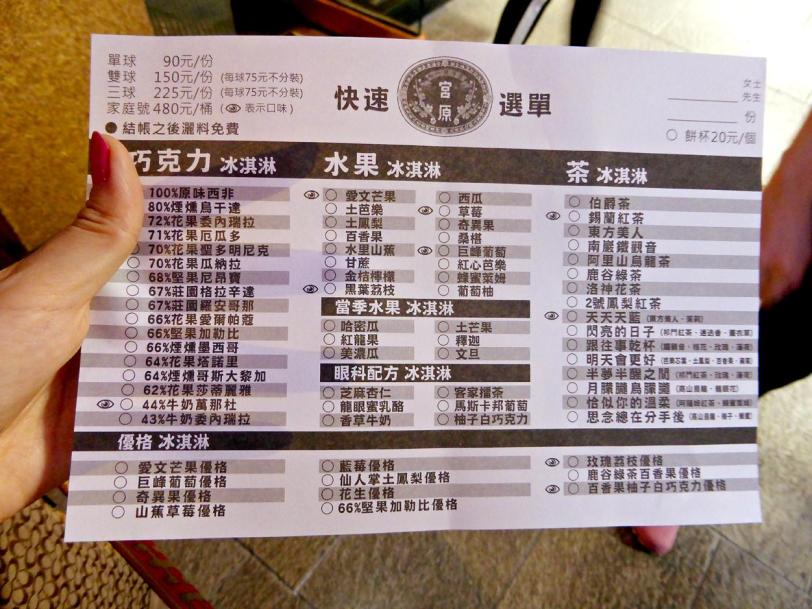 單球 90元/份
雙球 150元/份 (每球75元不分裝)
三球 225元/份 (每球75元不分裝)
家庭號480元/桶 (表示口味)
●結帳之後灑料免費
快速 宮原 選單
女士
先生
份
餅杯20元/個
巧克力 冰淇淋
100%原味西非
80%煙燻烏干達
72%花果委內瑞拉
71%花果厄瓜多
70%花果聖多明尼克
70%花果瓜納拉
68%堅果尼昂賽
67%莊園格拉辛達
67%莊園羅安哥那
66%花果愛爾帕蔻
66%堅果加勒比
66%煙燻墨西哥
64%花果塔諾里
64%煙燻哥斯大黎加
62%花果莎蒂麗雅
44%牛奶萬那杜
43%牛奶委內瑞拉
水果 冰淇淋
愛文芒果
土芭樂
土鳳梨
百香果
水里山蕉
甘蔗
金桔檸檬
黑葉荔枝
西瓜
草莓
奇異果
桑椹
巨峰葡萄
紅心芭樂
蜂蜜萊姆
葡萄柚
當季水果 冰淇淋
哈密瓜
紅龍果
美濃瓜
土芒果
釋迦
文旦
眼科配方 冰淇淋
芝麻杏仁
龍眼蜜乳酪
香草牛奶
客家擂茶
馬斯卡邦葡萄
柚子白巧克力
茶 冰淇淋
伯爵茶
錫蘭紅茶
東方美人
南巖鐵觀音
阿里山烏龍茶
鹿谷綠茶
洛神花茶
2號鳳梨紅茶
天天天藍 (東方美人、茉莉)
閃亮的日子
跟往事乾杯
明天會更好
半夢半醒之間
月朦朧鳥朦朧
恰似你的溫柔
思念總在分手後
優格 冰淇淋
愛文芒果優格
巨峰葡萄優格
奇異果優格
山蕉草莓優格
藍莓優格
仙人掌土鳳梨優格
花生優格
66%堅果加勒比優格
玫瑰荔枝優格
鹿谷綠茶百香果優格
百香果柚子白巧克力優格